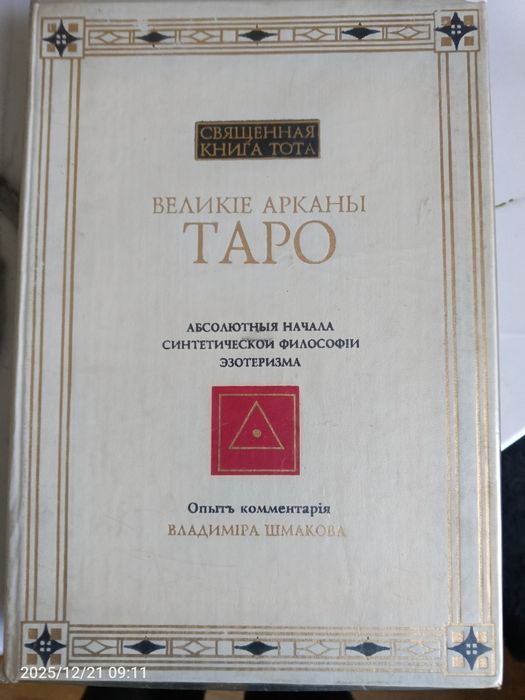 СВЯЩЕННАЯ
КНИГА ТОТА
ВЕЛИКІЕ АРКАНЫ
ТАРО
АБСОЛЮТНЫЯ НАЧАЛА
СИНТЕТИЧЕСКОЙ ФИЛОСОФІИ
ЭЗОТЕРИЗМА
Опытъ комментарія
ВЛАДИМІРА ШМАКОВА
2025/12/21 09:11